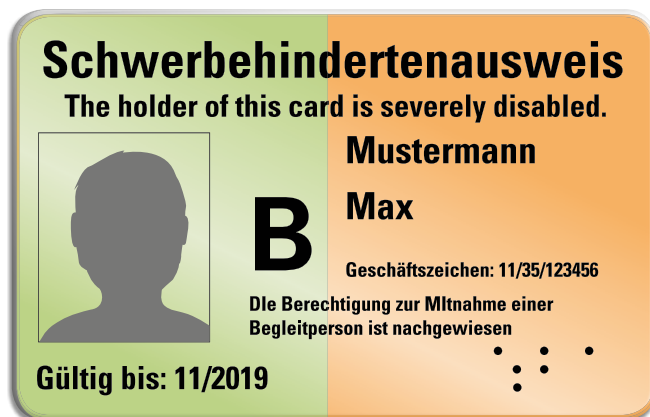 Schwerbehindertenausweis
The holder of this card is severely disabled.
Mustermann
Max
B
Geschäftszeichen: 11/35/123456
DIe Berechtigung zur MItnahme einer
Begleitperson ist nachgewiesen
Gültig bis: 11/2019